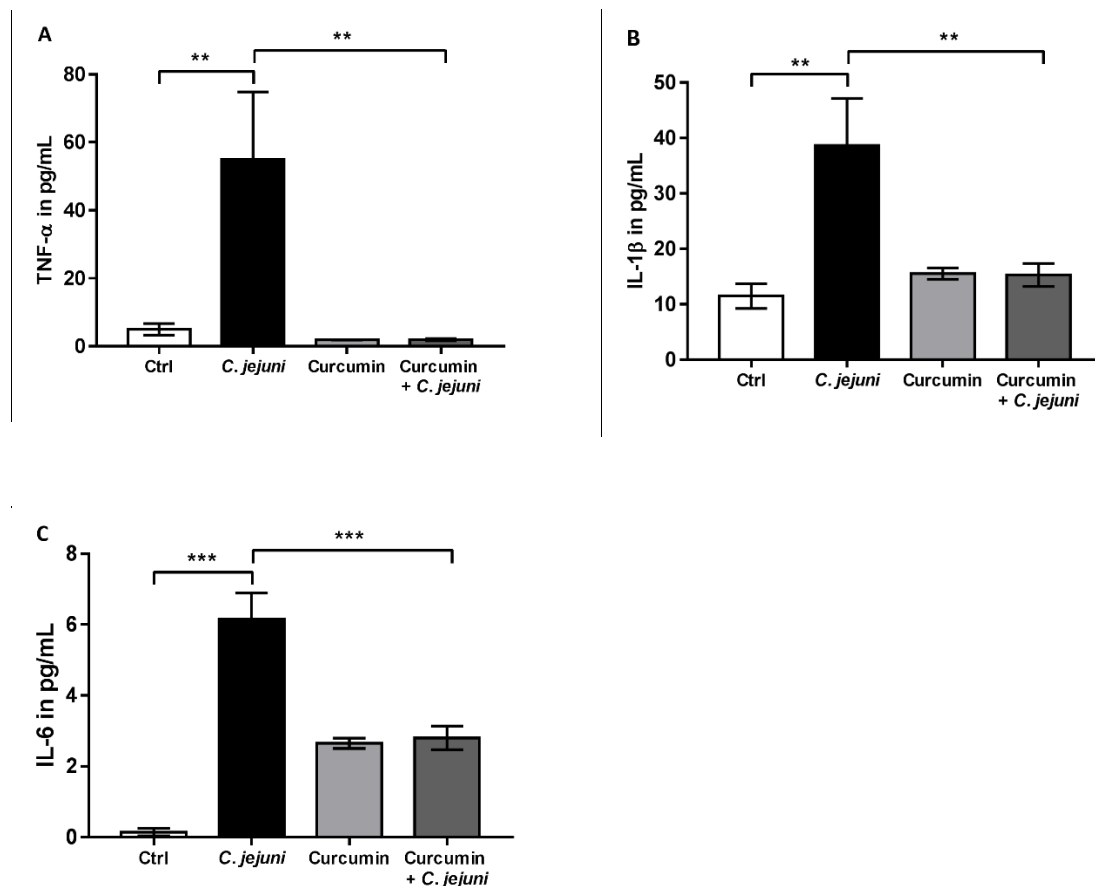 A
**
**
TNF-α in pg/mL
80
60
40
20
0
Ctrl
C. jejuni
Curcumin
Curcumin
+ C. jejuni
B
**
**
IL-1β in pg/mL
50
40
30
20
10
0
Ctrl
C. jejuni
Curcumin
Curcumin
+ C. jejuni
C
***
***
IL-6 in pg/mL
8
6
4
2
0
Ctrl
C. jejuni
Curcumin
Curcumin
+ C. jejuni